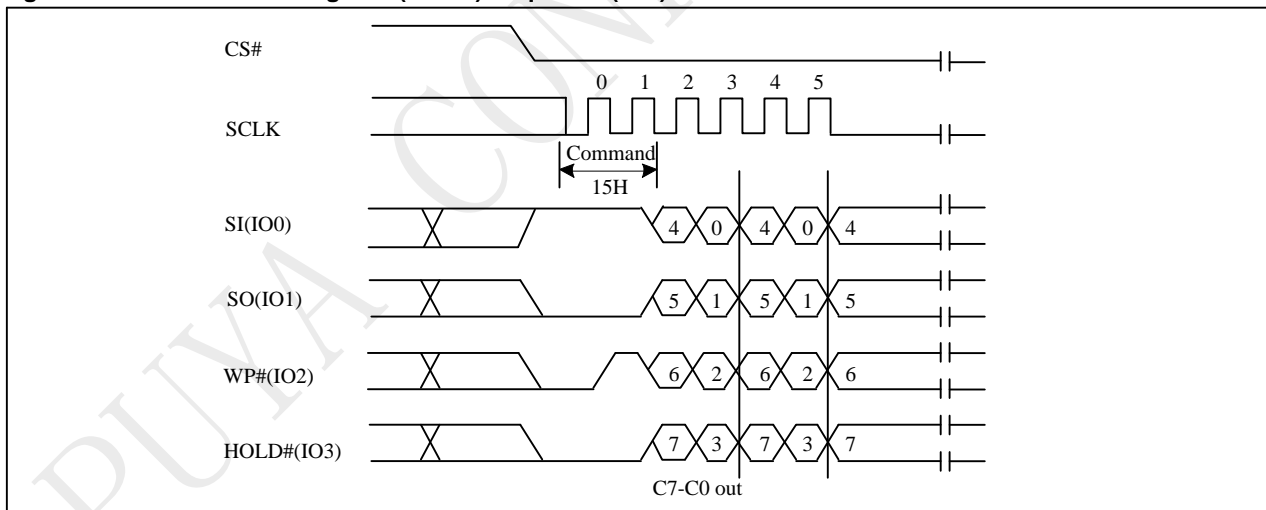 CS#
0 1 2 3 4 5
SCLK
Command
15H
SI(IO0) 4 0 4 0 4
SO(IO1) 5 1 5 1 5
WP#(IO2) 6 2 6 2 6
HOLD#(IO3) 7 3 7 3 7
C7-C0 out
PUYA